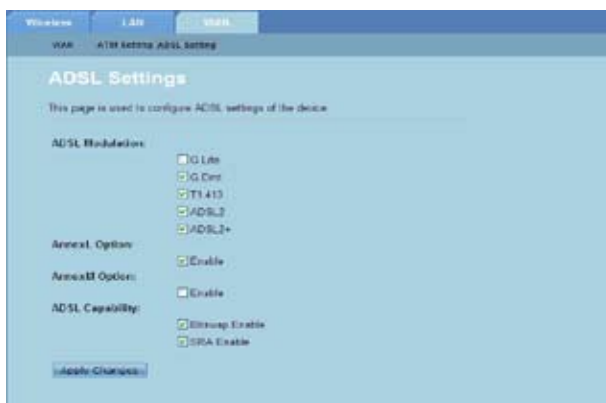 Wireless LAN WAN
WAN ATM Setting ADSL Setting
ADSL Settings
This page is used to configure ADSL settings of the device
ADSL Modulation:
G.Lite
G.Dmt
T1.413
ADSL2
ADSL2+
AnnexL Option:
Enable
AnnexM Option:
Enable
ADSL Capability:
Bitswap Enable
SRA Enable
Apply Changes